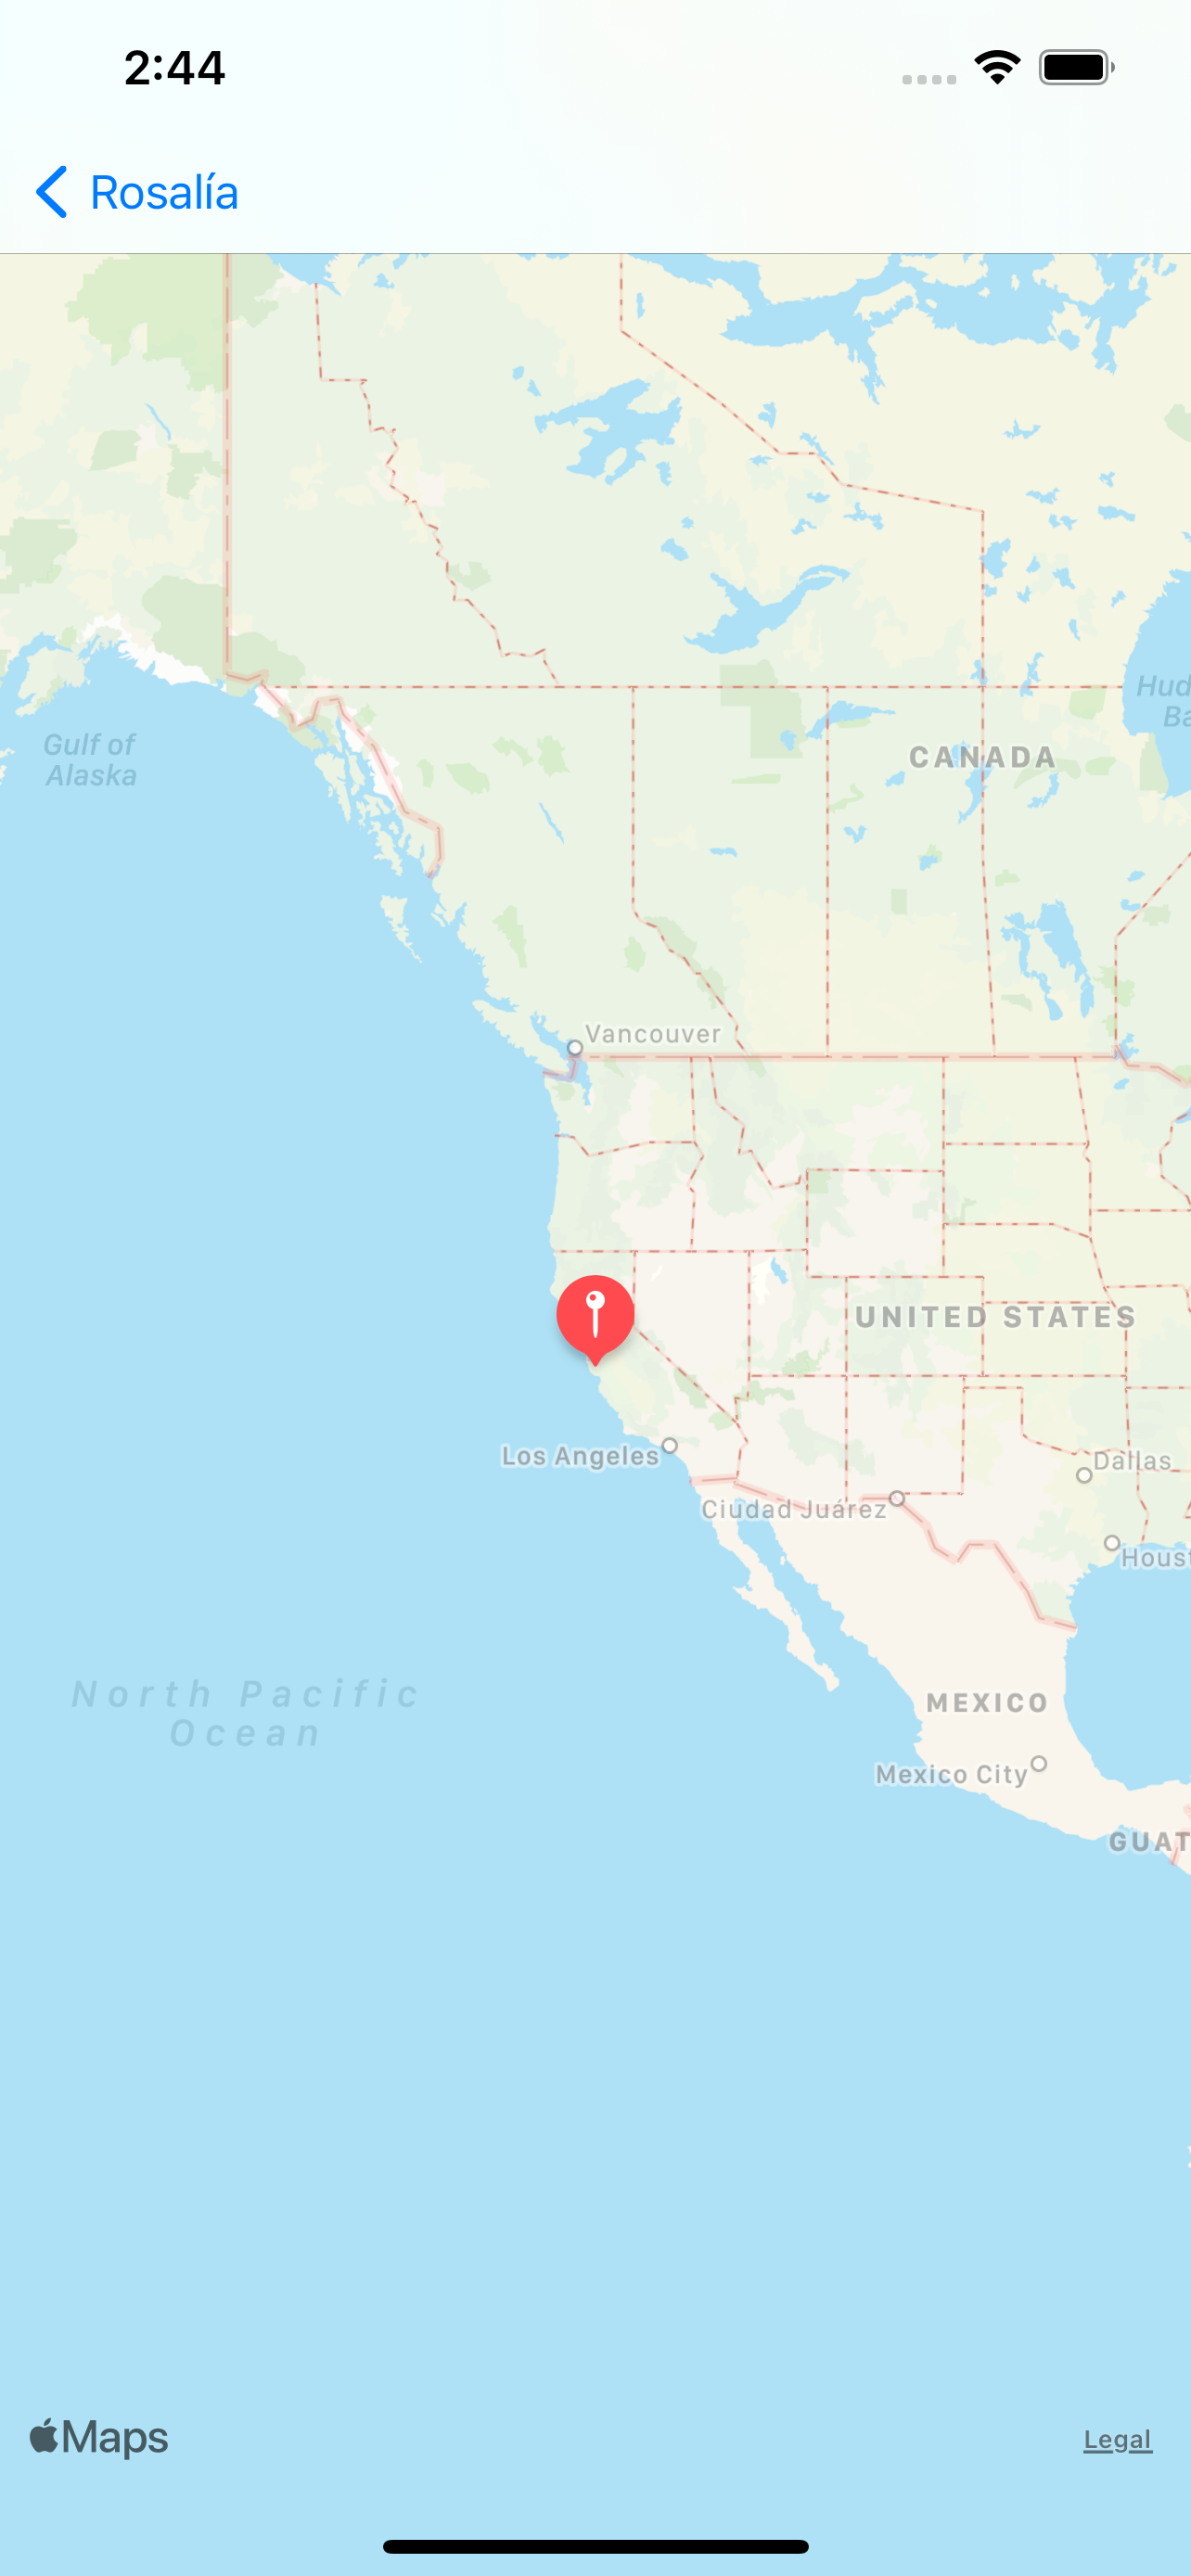 2:44
Rosalía
Hud
Ba
Gulf of
Alaska
CANADA
Vancouver
UNITED STATES
Los Angeles
Dallas
Ciudad Juárez
Houst
North Pacific
Ocean
MEXICO
Mexico City
GUAT
Maps
Legal